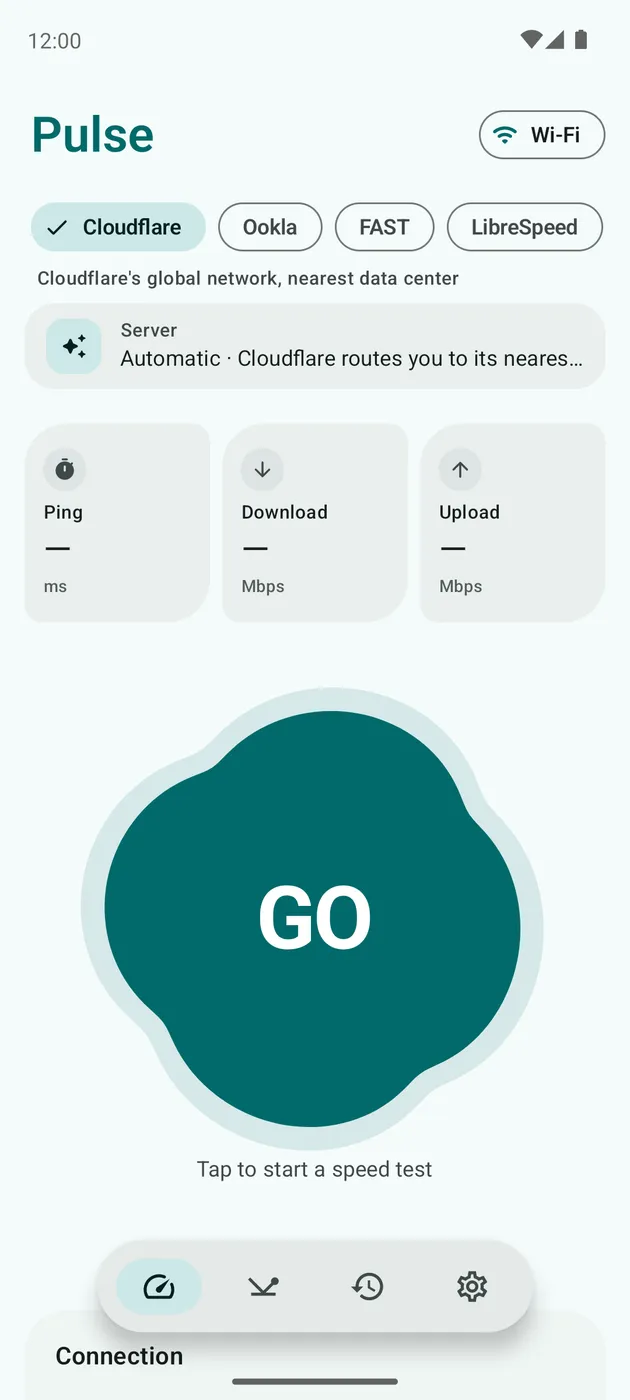 12:00
Pulse
Wi-Fi
Cloudflare
Ookla
FAST
LibreSpeed
Cloudflare's global network, nearest data center
Server
Automatic · Cloudflare routes you to its neares…
Ping
—
ms
Download
—
Mbps
Upload
—
Mbps
GO
Tap to start a speed test
Connection